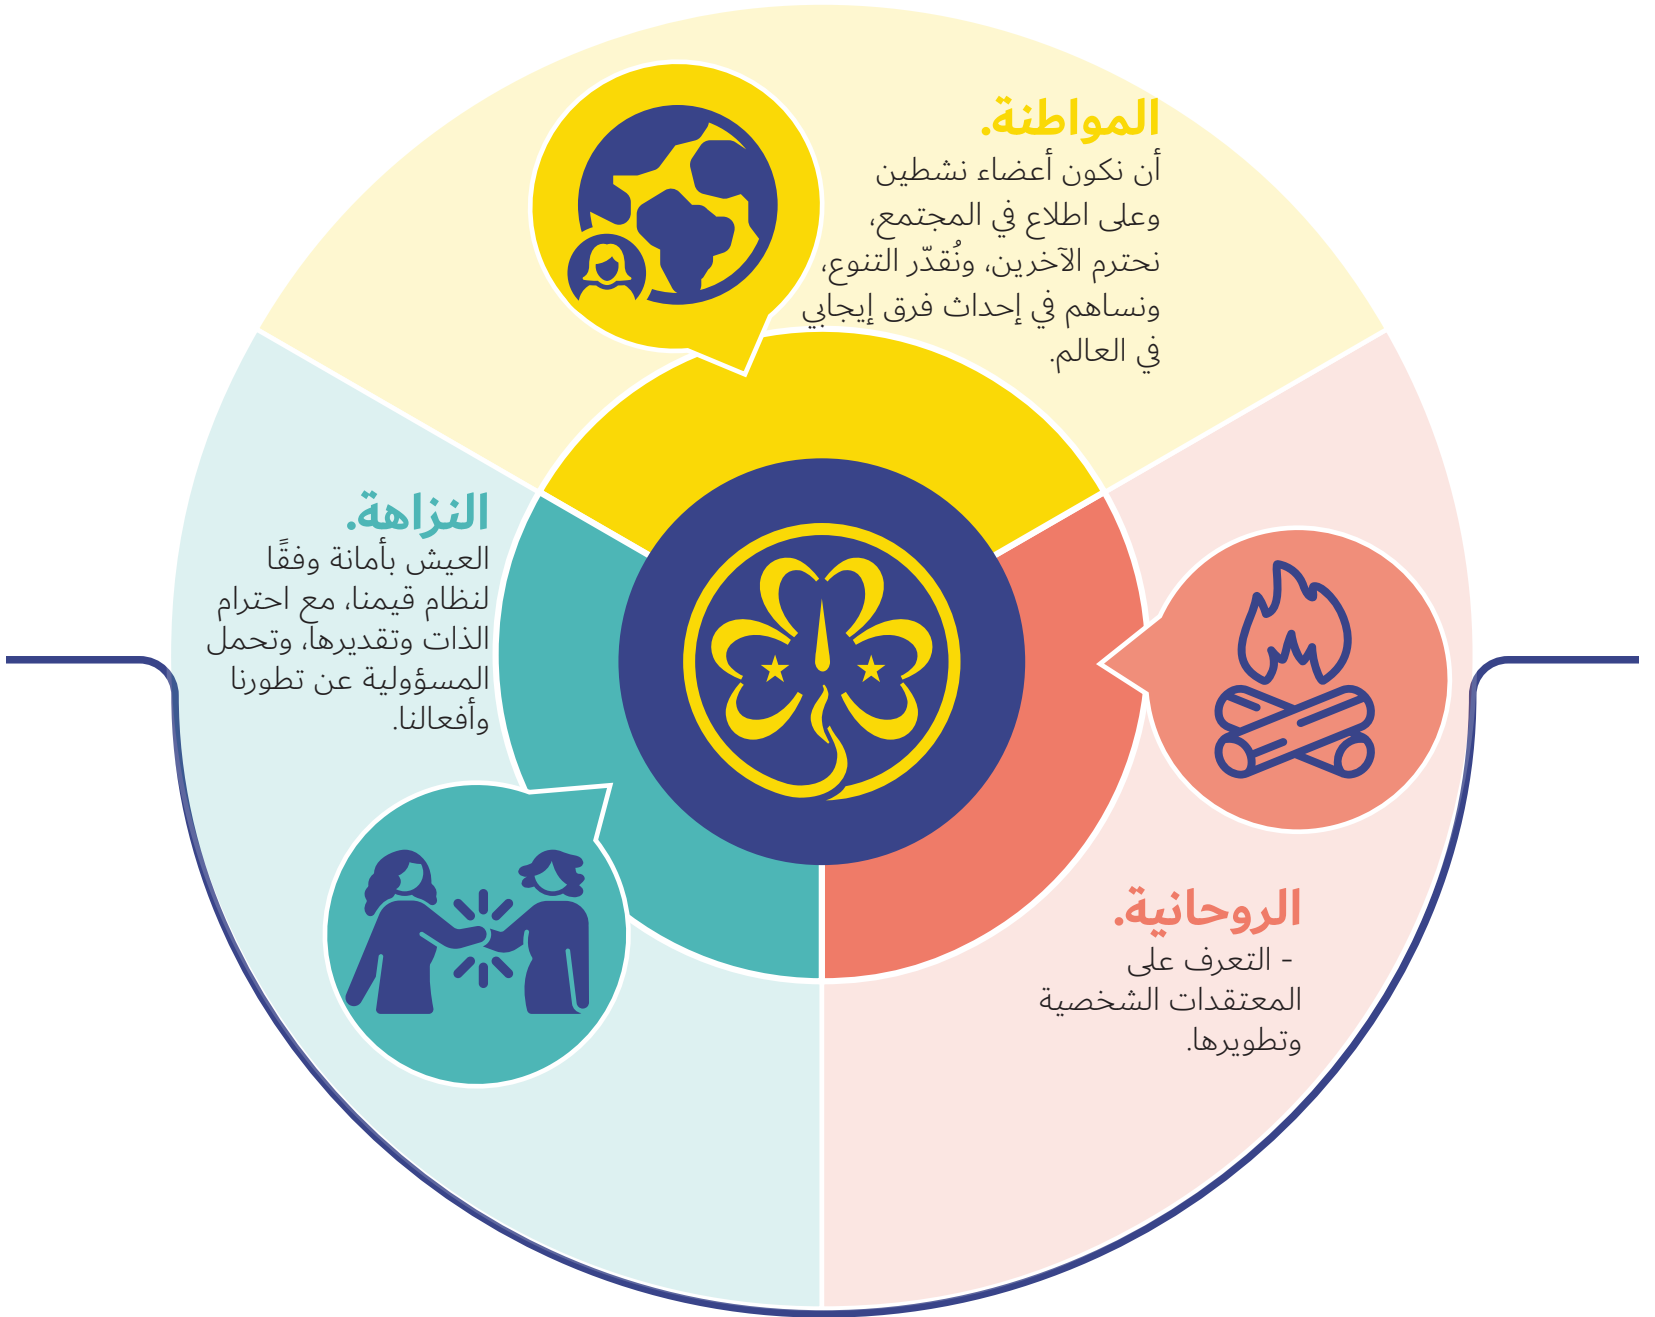 المواطنة.
أن نكون أعضاء نشطين
وعلى اطلاع في المجتمع،
نحترم الآخرين، ونُقدّر التنوع،
ونساهم في إحداث فرق إيجابي
في العالم.
النزاهة.
العيش بأمانة وفقًا
لنظام قيمنا، مع احترام
الذات وتقديرها، وتحمل
المسؤولية عن تطورنا
وأفعالنا.
الروحانية.
- التعرف على
المعتقدات الشخصية
وتطويرها.